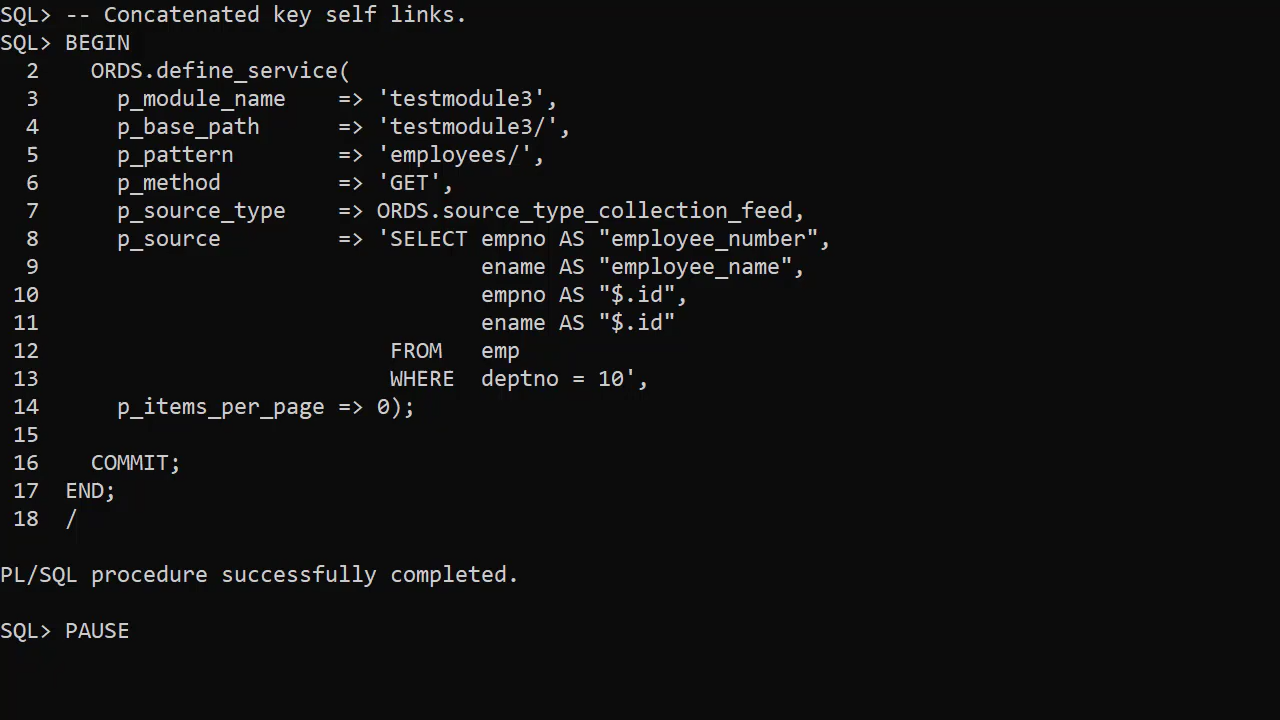 SQL> -- Concatenated key self links.
SQL> BEGIN
  2    ORDS.define_service(
  3      p_module_name    => 'testmodule3',
  4      p_base_path      => 'testmodule3/',
  5      p_pattern        => 'employees/',
  6      p_method         => 'GET',
  7      p_source_type    => ORDS.source_type_collection_feed,
  8      p_source         => 'SELECT empno AS "employee_number",
  9                                  ename AS "employee_name",
 10                                  empno AS "$.id",
 11                                  ename AS "$.id"
 12                           FROM   emp
 13                           WHERE  deptno = 10',
 14      p_items_per_page => 0);
 15
 16    COMMIT;
 17  END;
 18  /

PL/SQL procedure successfully completed.

SQL> PAUSE